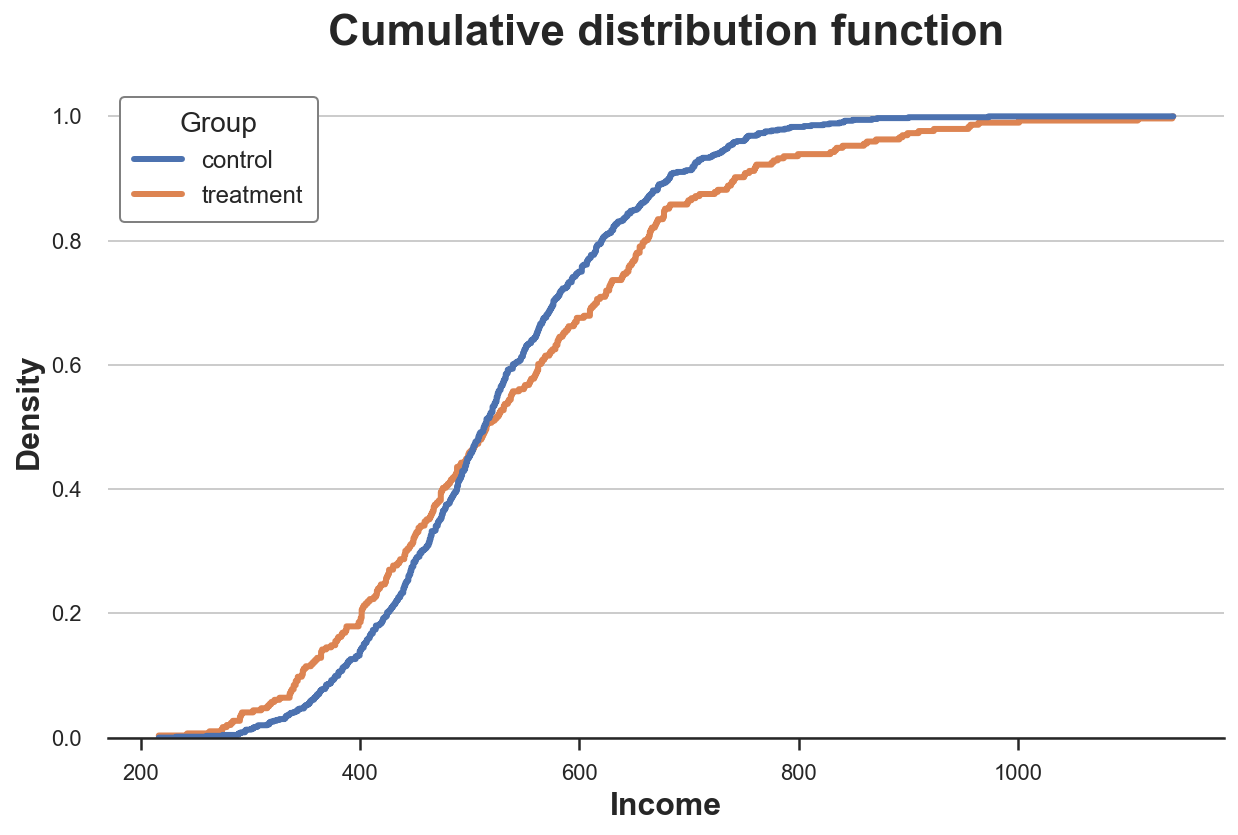 Cumulative distribution function
Group
control
treatment
Density
1.0
0.8
0.6
0.4
0.2
0.0
200 400 600 800 1000
Income